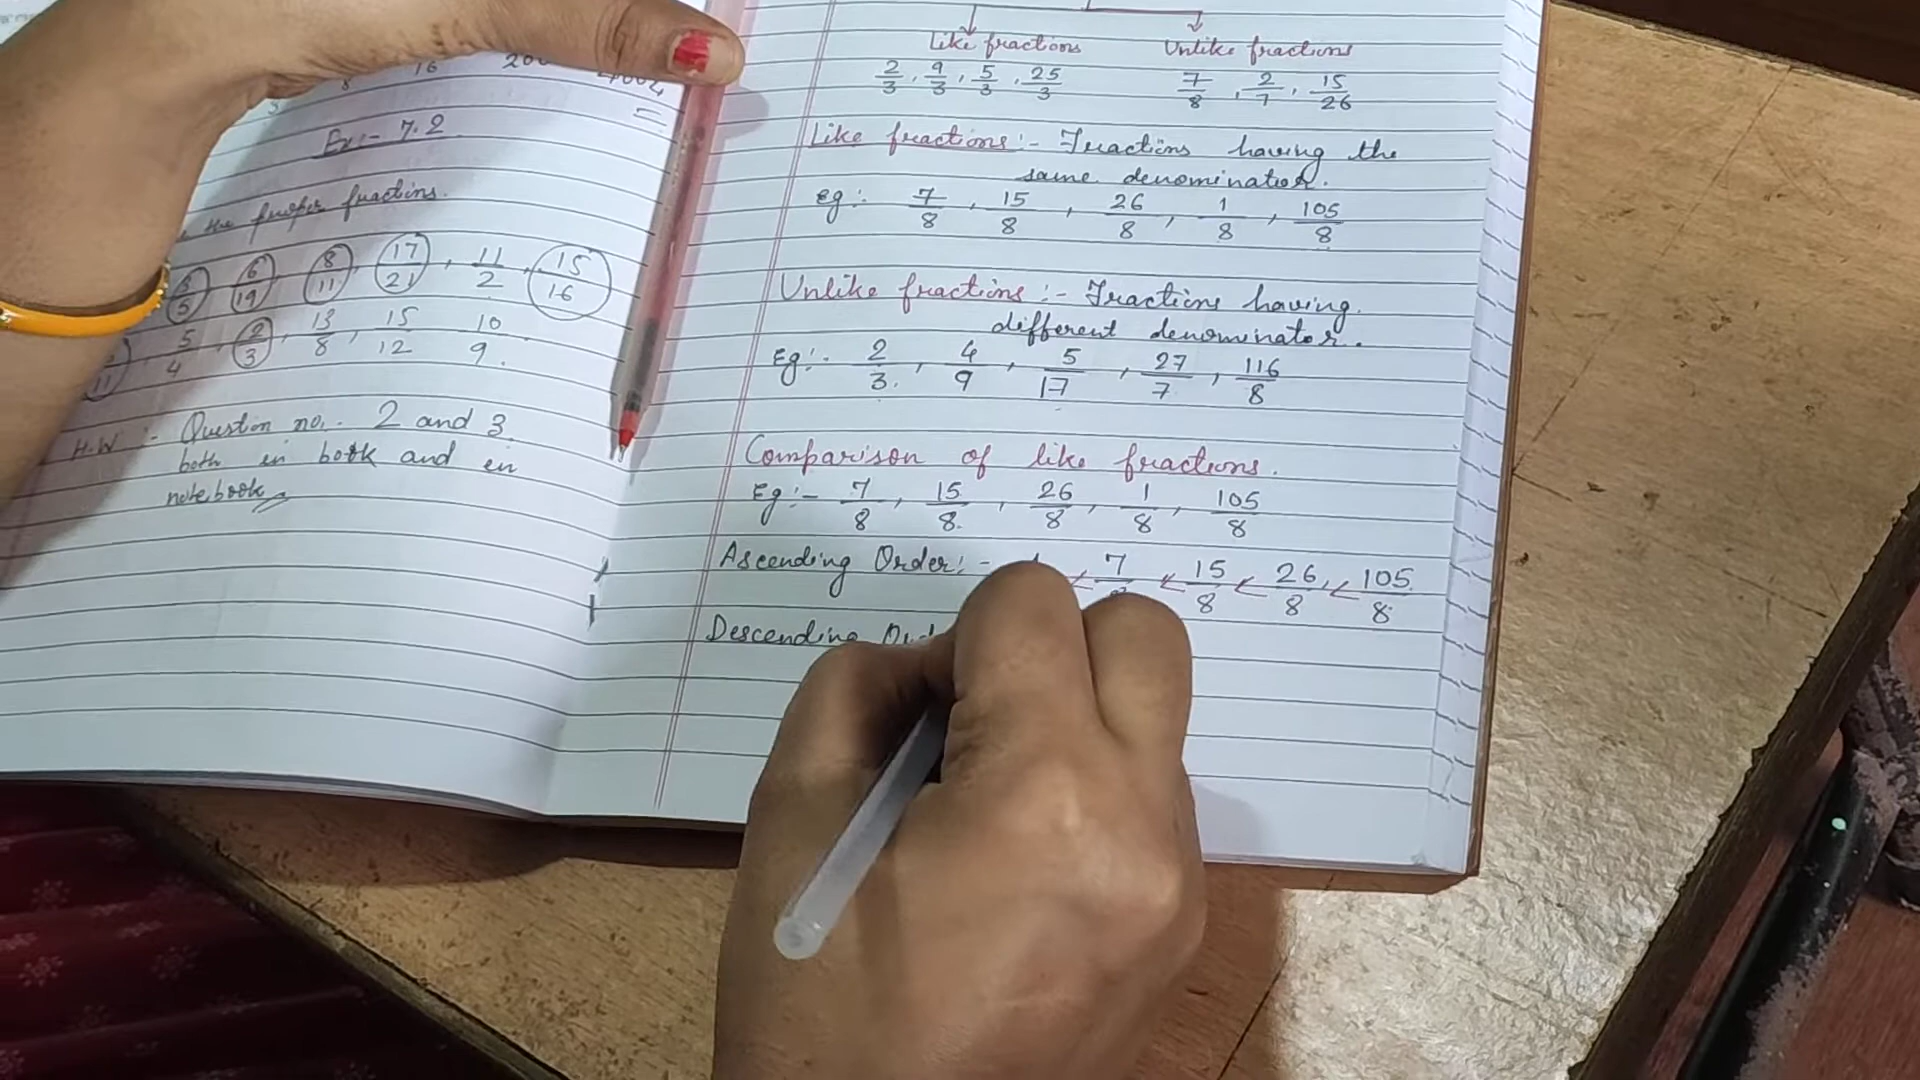 16
Ex:- 7.2
the proper fractions.
3/5 6/19 8/11, 17/21, 11/2, 15/16
5/4, 2/3, 13/8, 15/12 10/9.
H.W :- Question no. 2 and 3
both in book and in
notebook
Like fractions Unlike fractions
2/3, 9/3, 5/3, 25/3 7/8, 2/7, 15/26
Like fractions :- Fractions having the
same denominator.
eg:- 7/8, 15/8, 26/8, 1/8, 105/8
Unlike fractions :- Fractions having
different denominator.
Eg:- 2/3, 4/9, 5/17, 27/7, 116/8
Comparison of like fractions.
Eg:- 7/8, 15/8, 26/8, 1/8, 105/8
Ascending Order:- < 7 < 15/8 < 26/8 < 105/8
Descending